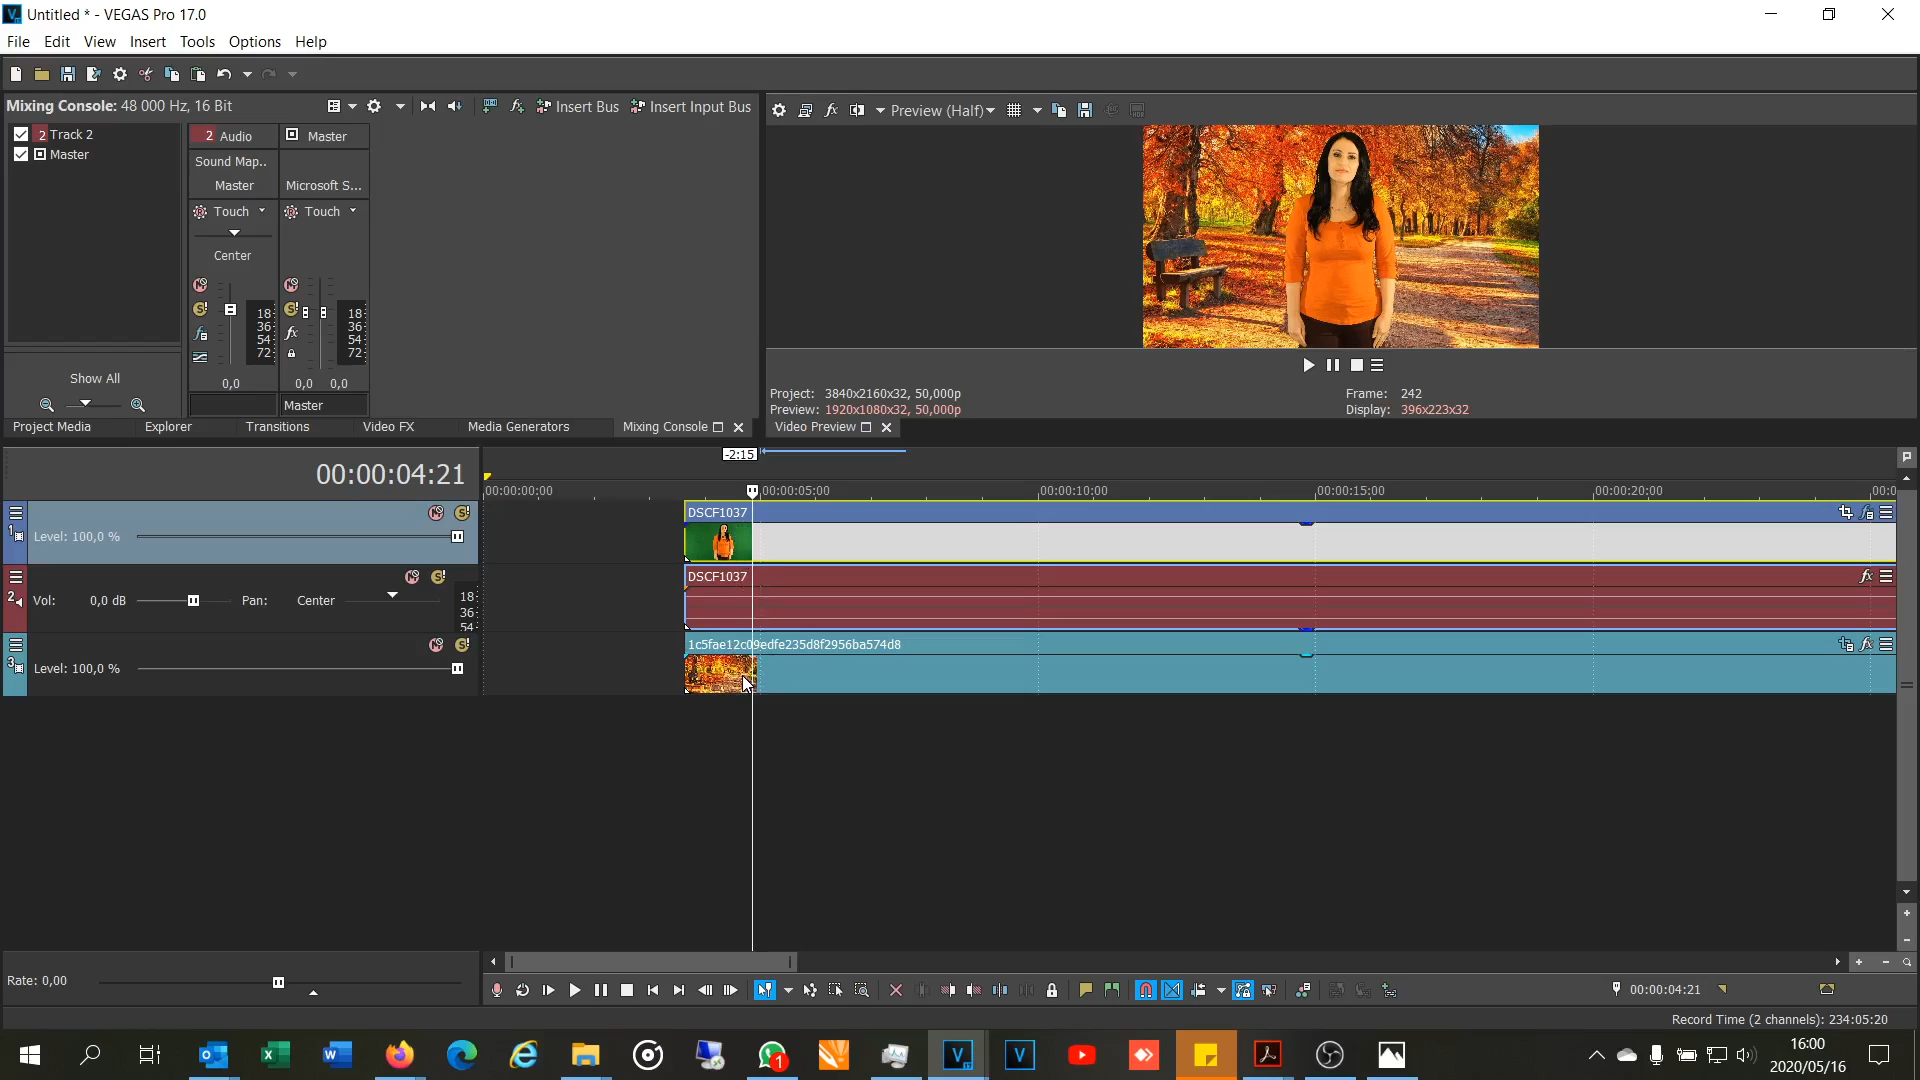 Untitled * - VEGAS Pro 17.0
File Edit View Insert Tools Options Help
Mixing Console: 48 000 Hz, 16 Bit
Insert Bus Insert Input Bus
Preview (Half)
2 Track 2
Master
2 Audio
Master
Sound Map..
Master
Microsoft S...
Touch
Touch
Center
18
36
54
72
18
36
54
72
0,0
0,0 0,0
Master
Show All
Project: 3840x2160x32, 50,000p
Preview: 1920x1080x32, 50,000p
Frame: 242
Display: 396x223x32
Project Media Explorer Transitions Video FX Media Generators Mixing Console
Video Preview
00:00:04:21
-2:15
00:00:00:00 00:00:05:00 00:00:10:00 00:00:15:00 00:00:20:00 00:0
1
Level: 100,0 %
DSCF1037
2
Vol: 0,0 dB Pan: Center
18
36
54
DSCF1037
3
Level: 100,0 %
1c5fae12c09edfe235d8f2956ba574d8
Rate: 0,00
00:00:04:21
Record Time (2 channels): 234:05:20
1
16:00
2020/05/16